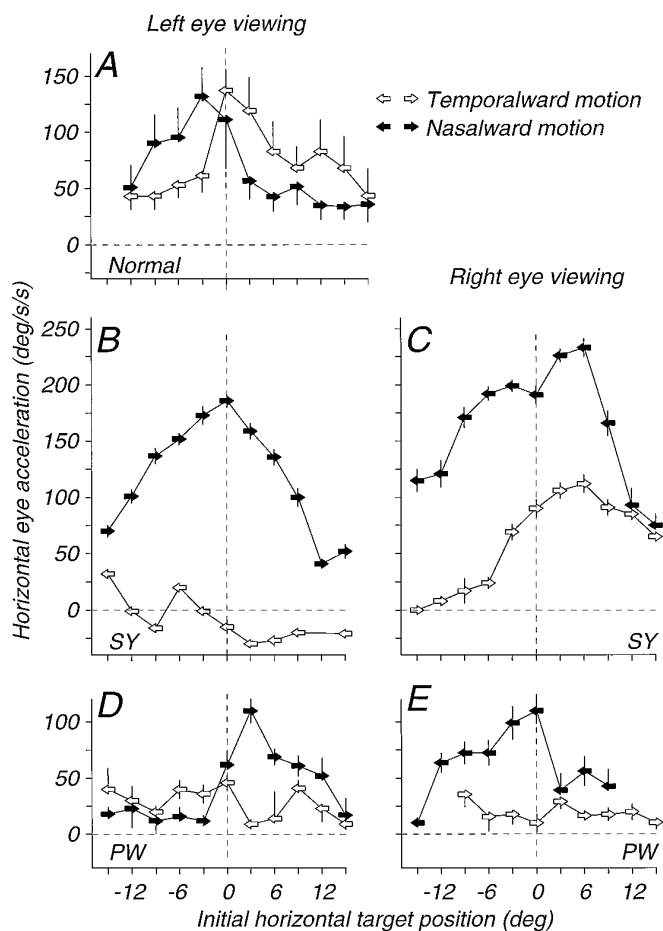 Left eye viewing
A
150
100
50
0
Normal
Temporalward motion
Nasalward motion
Right eye viewing
Horizontal eye acceleration (deg/s/s)
B
250
200
150
100
50
0
SY
C
SY
D
100
50
0
PW
E
PW
-12 -6 0 6 12
-12 -6 0 6 12
Initial horizontal target position (deg)